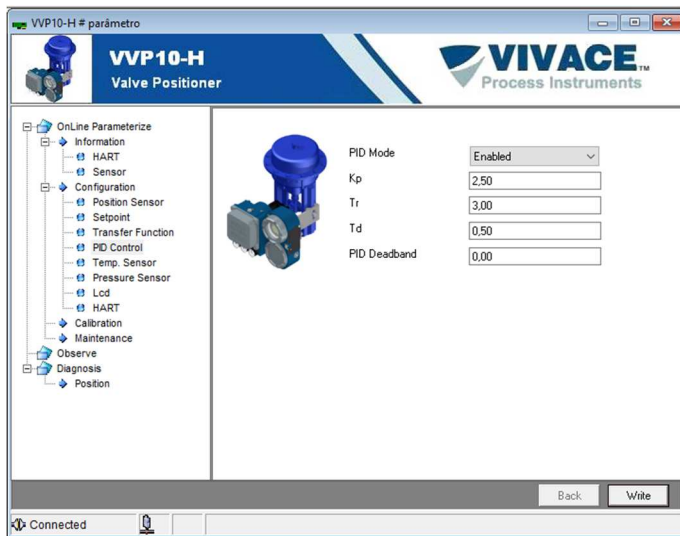 VVP10-H # parâmetro
VVP10-H
Valve Positioner
VIVACE™
Process Instruments
OnLine Parameterize
Information
HART
Sensor
Configuration
Position Sensor
Setpoint
Transfer Function
PID Control
Temp. Sensor
Pressure Sensor
Lcd
HART
Calibration
Maintenance
Observe
Diagnosis
Position
PID Mode Enabled
Kp 2,50
Tr 3,00
Td 0,50
PID Deadband 0,00
Back Write
Connected